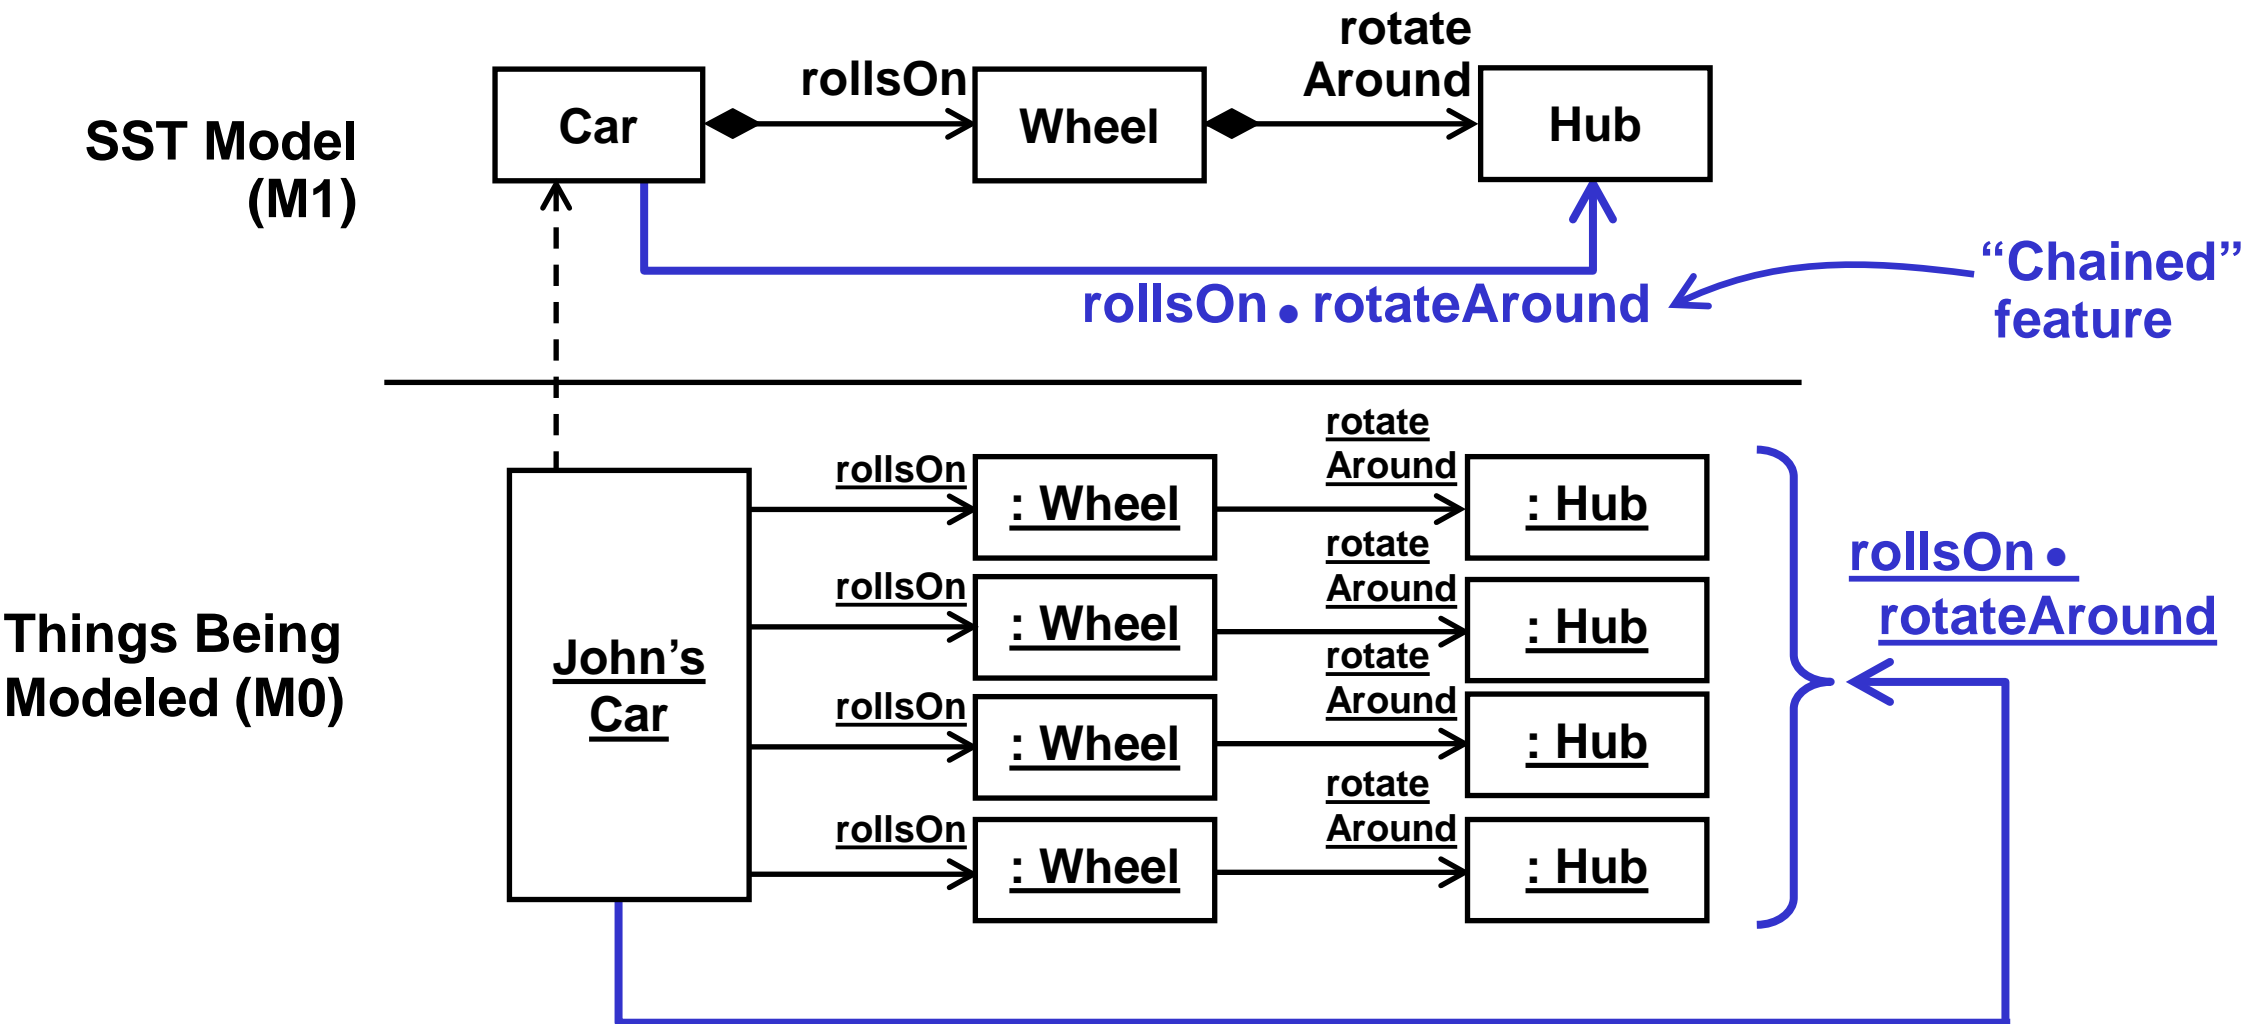 SST Model
(M1)
Car
rollsOn
Wheel
rotate
Around
Hub
rollsOn • rotateAround
“Chained”
feature
Things Being
Modeled (M0)
John’s
Car
rollsOn
: Wheel
rotate
Around
: Hub
rollsOn
: Wheel
rotate
Around
: Hub
rollsOn
: Wheel
rotate
Around
: Hub
rollsOn
: Wheel
rotate
Around
: Hub
rollsOn •
rotateAround